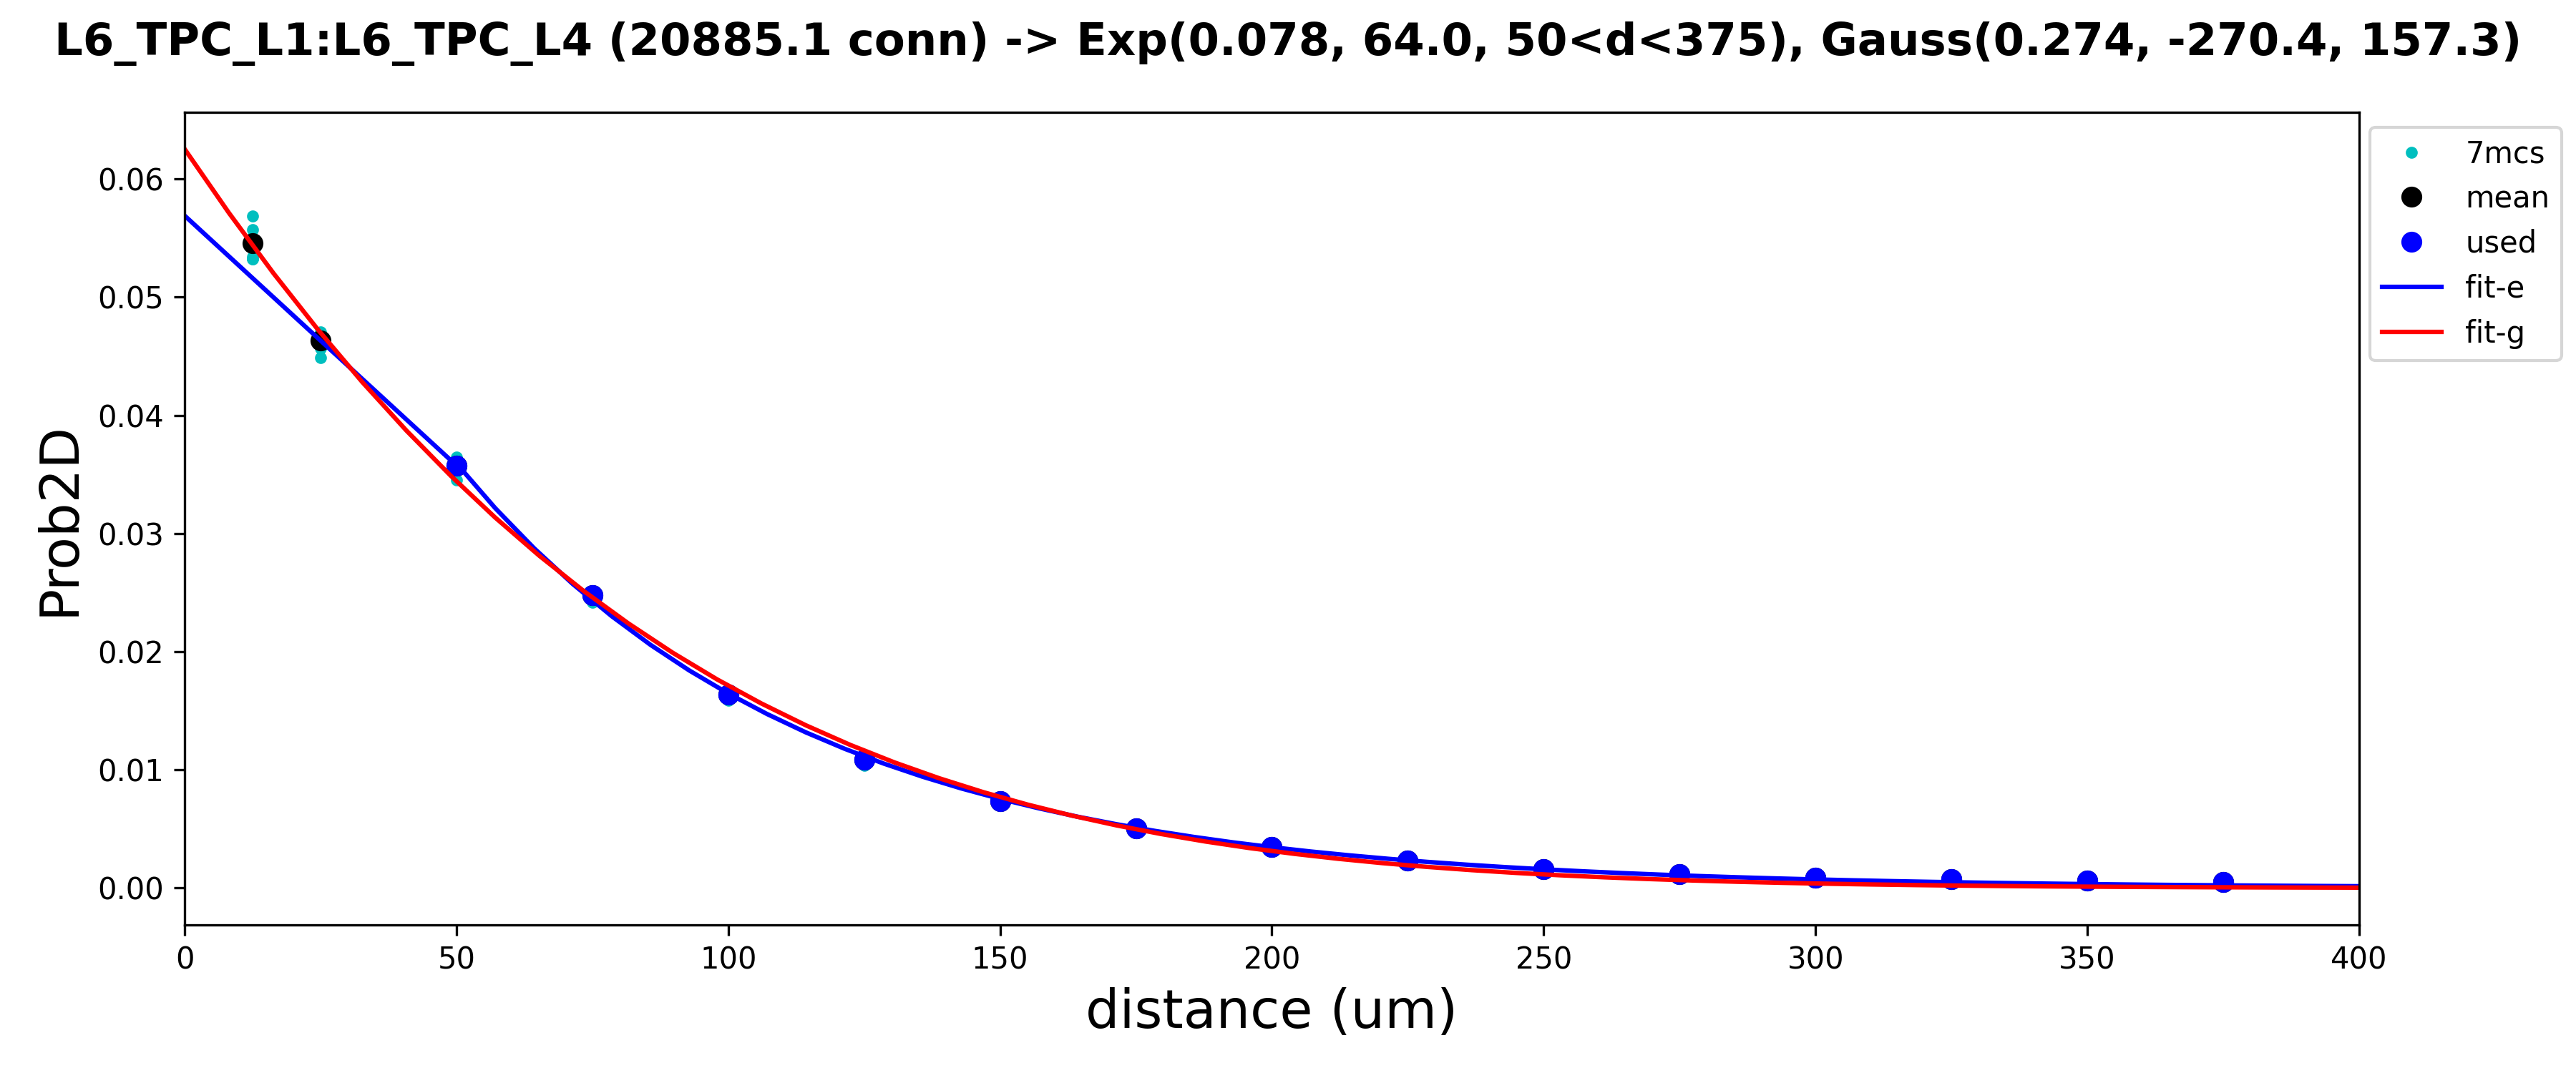 L6_TPC_L1:L6_TPC_L4 (20885.1 conn) -> Exp(0.078, 64.0, 50<d<375), Gauss(0.274, -270.4, 157.3)
7mcs
mean
used
fit-e
fit-g
Prob2D
0.06
0.05
0.04
0.03
0.02
0.01
0.00
0 50 100 150 200 250 300 350 400
distance (um)